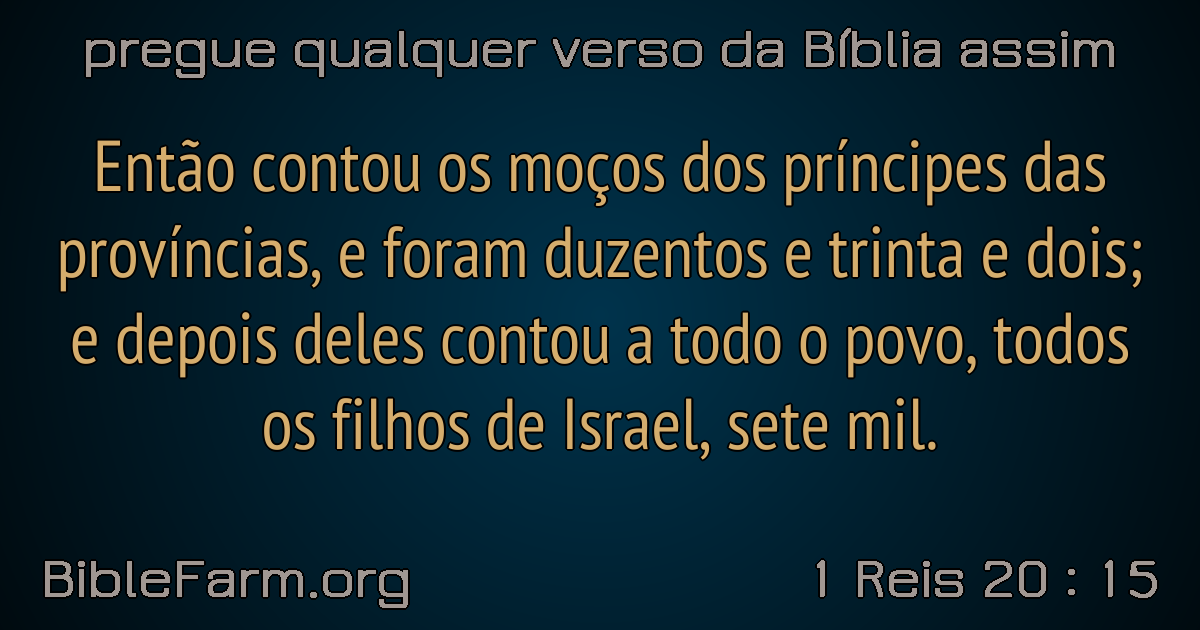 pregue qualquer verso da Bíblia assim
Então contou os moços dos príncipes das
províncias, e foram duzentos e trinta e dois;
e depois deles contou a todo o povo, todos
os filhos de Israel, sete mil.
BibleFarm.org
1 Reis 20 : 15